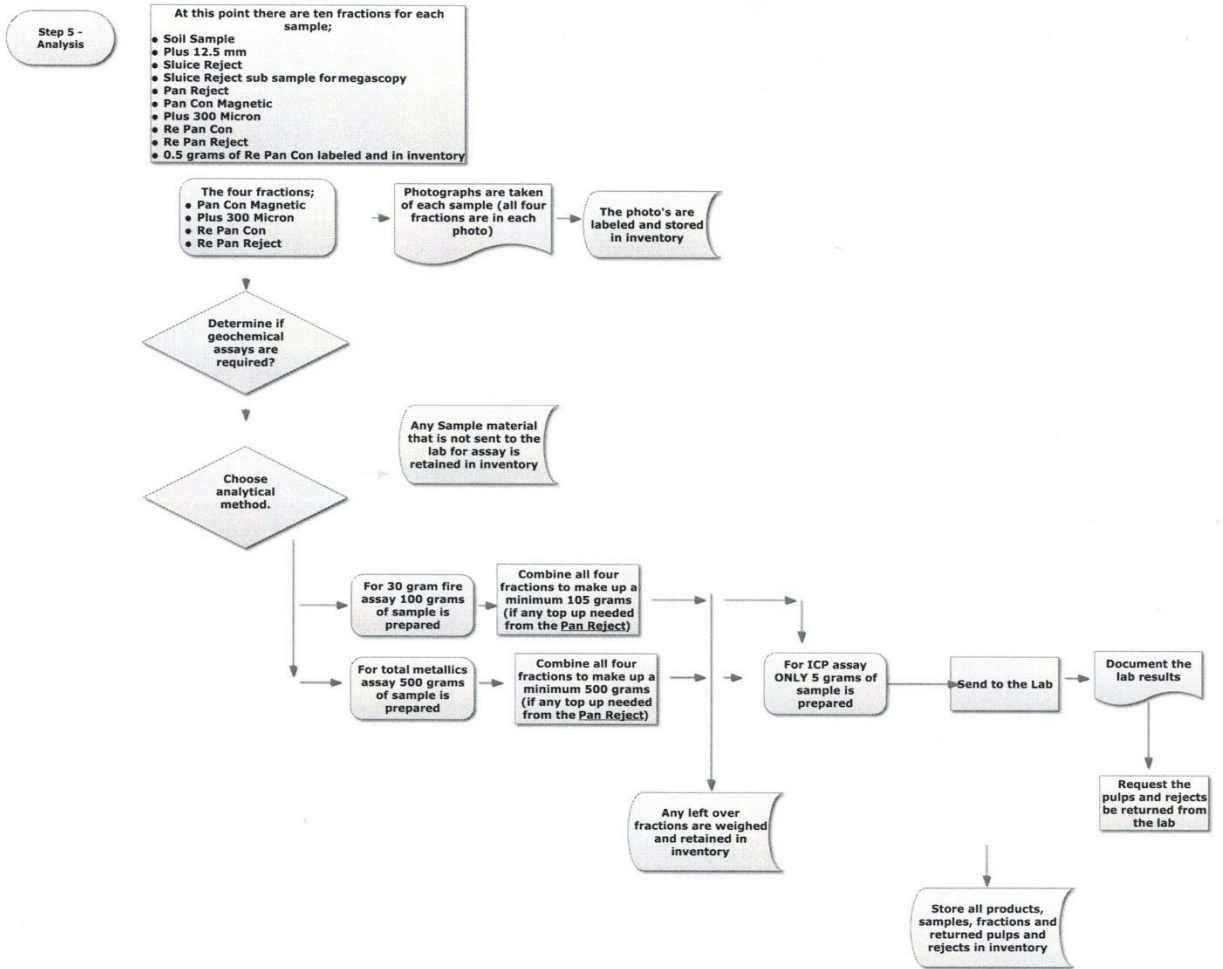 Step 5 -
Analysis
At this point there are ten fractions for each
sample;
• Soil Sample
• Plus 12.5 mm
• Sluice Reject
• Sluice Reject sub sample for megascopy
• Pan Reject
• Pan Con Magnetic
• Plus 300 Micron
• Re Pan Con
• Re Pan Reject
• 0.5 grams of Re Pan Con labeled and in inventory
The four fractions;
• Pan Con Magnetic
• Plus 300 Micron
• Re Pan Con
• Re Pan Reject
Photographs are taken
of each sample (all four
fractions are in each
photo)
The photo's are
labeled and stored
in inventory
Determine if
geochemical
assays are
required?
Any Sample material
that is not sent to the
lab for assay is
retained in inventory
Choose
analytical
method.
For 30 gram fire
assay 100 grams
of sample is
prepared
Combine all four
fractions to make up a
minimum 105 grams
(if any top up needed
from the Pan Reject)
For total metallics
assay 500 grams
of sample is
prepared
Combine all four
fractions to make up a
minimum 500 grams
(if any top up needed
from the Pan Reject)
For ICP assay
ONLY 5 grams of
sample is
prepared
Send to the Lab
Document the
lab results
Request the
pulps and rejects
be returned from
the lab
Any left over
fractions are weighed
and retained in
inventory
Store all products,
samples, fractions and
returned pulps and
rejects in inventory